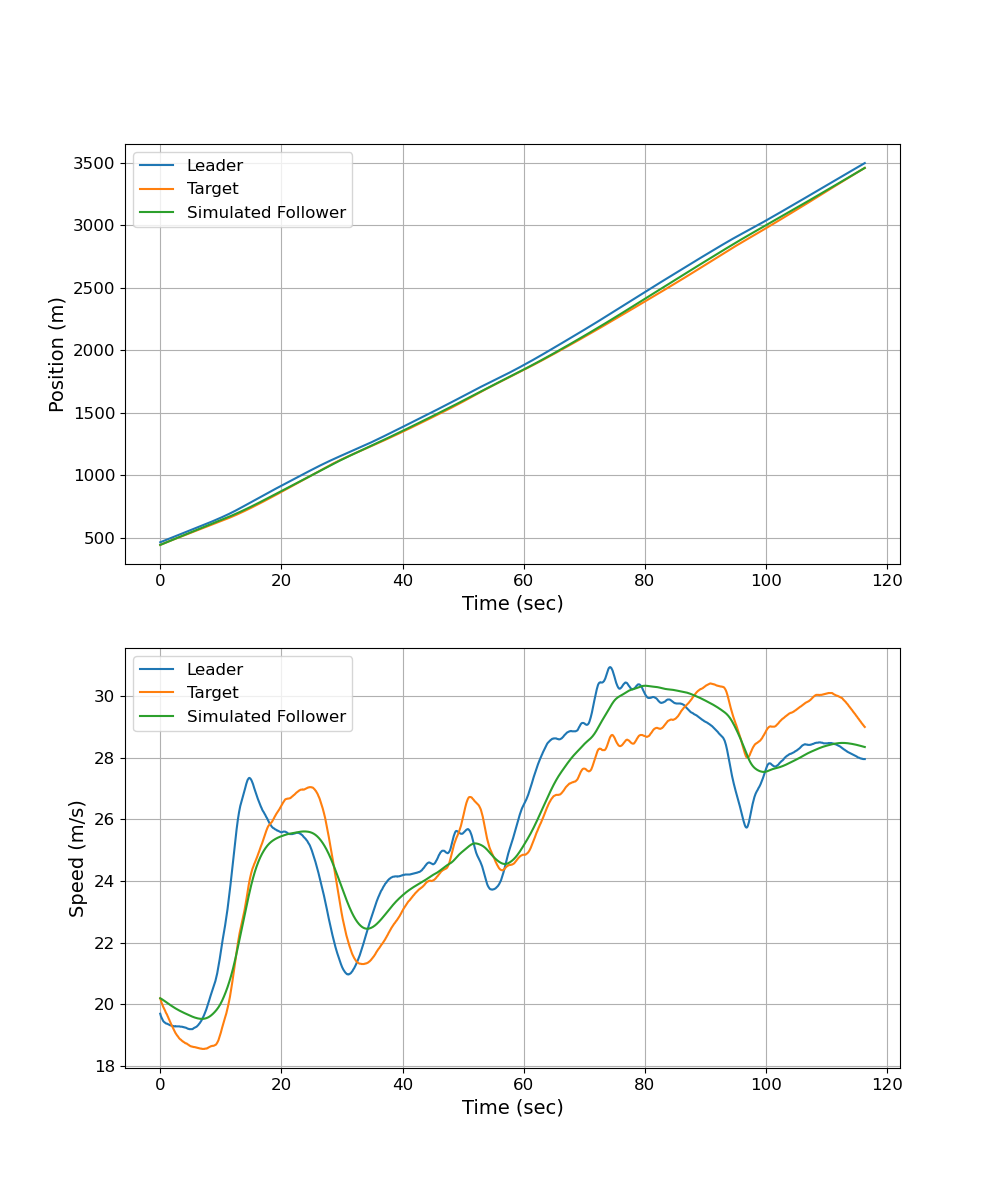 Leader
Target
Simulated Follower
3500
3000
2500
2000
1500
1000
500
Position (m)
0 20 40 60 80 100 120
Time (sec)
Leader
Target
Simulated Follower
30
28
26
24
22
20
18
Speed (m/s)
0 20 40 60 80 100 120
Time (sec)